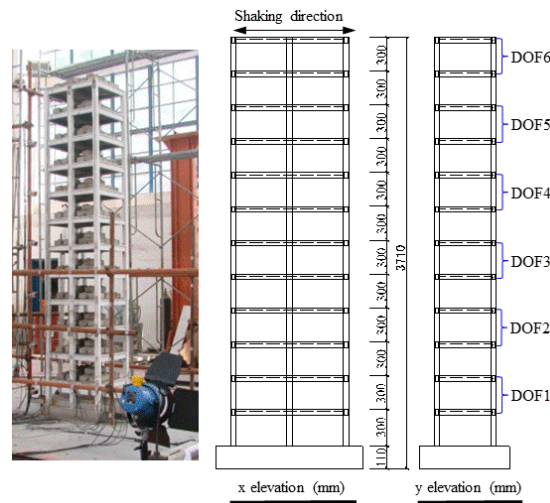 Shaking direction
300
DOF6
300
300
DOF5
300
300
DOF4
300
300
3710
DOF3
300
300
DOF2
300
300
DOF1
300
110
x elevation (mm)
y elevation (mm)